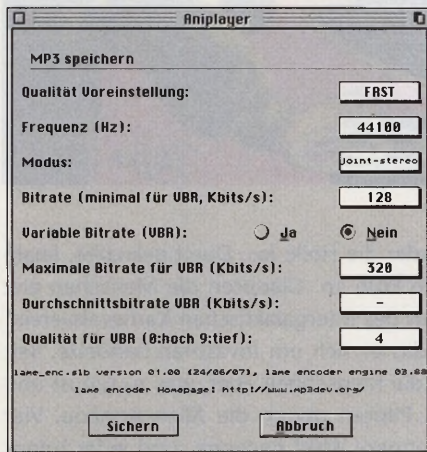 Aniplayer
MP3 speichern
Qualität Voreinstellung: FAST
Frequenz (Hz): 44100
Modus: Joint-stereo
Bitrate (minimal für VBR, Kbits/s): 128
Variable Bitrate (VBR): Ja Nein
Maximale Bitrate für VBR (Kbits/s): 320
Durchschnittsbitrate VBR (Kbits/s): -
Qualität für VBR (0:hoch 9:tief): 4
lame_enc.slb version 01.00 (24/06/07), lame encoder engine 03.88
lame encoder Homepage: http://www.mp3dev.org/
Sichern Abbruch